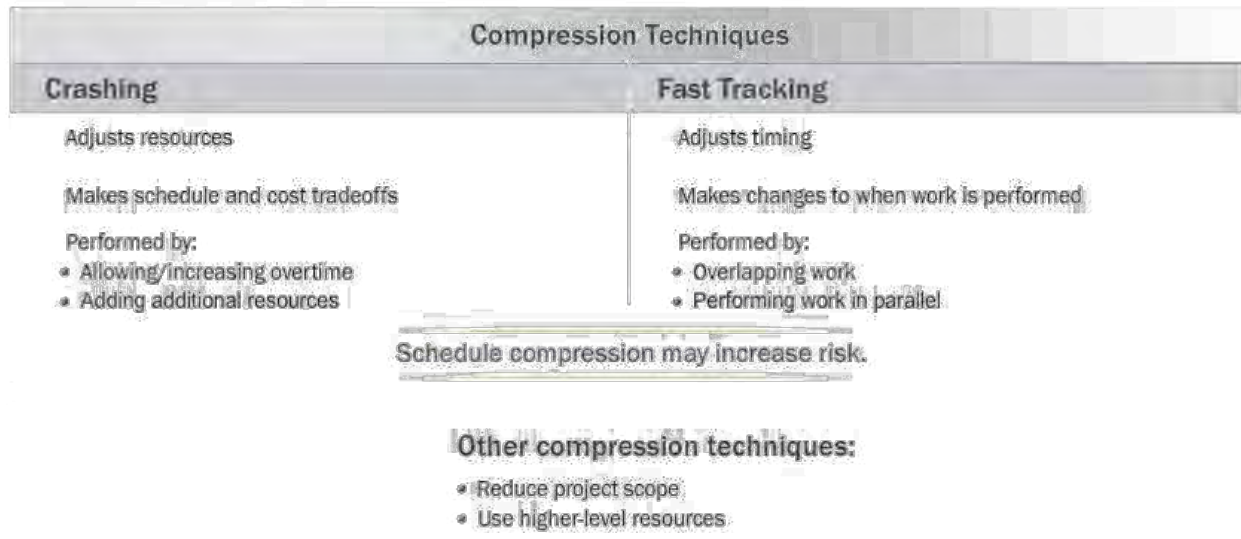 Compression Techniques
Crashing
Adjusts resources
Makes schedule and cost tradeoffs
Performed by:
• Allowing/increasing overtime
• Adding additional resources
Fast Tracking
Adjusts timing
Makes changes to when work is performed
Performed by:
• Overlapping work
• Performing work in parallel
Schedule compression may increase risk.
Other compression techniques:
• Reduce project scope
• Use higher-level resources